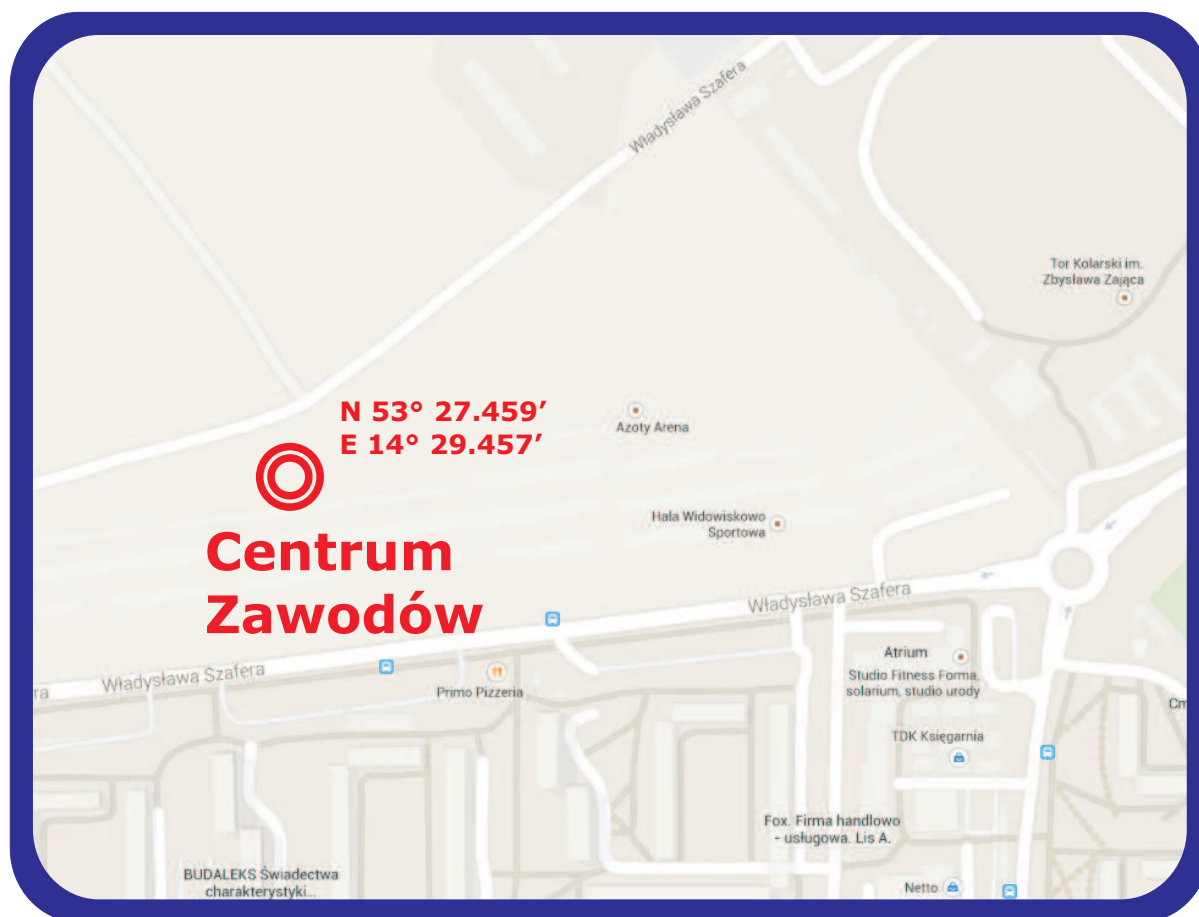 Władysława Szafera
Tor Kolarski im.
Zbysława Zająca
N 53° 27.459’
E 14° 29.457’
Azoty Arena
Hala Widowiskowo
Sportowa
Centrum
Zawodów
Władysława Szafera
Władysława Szafera
ra
Primo Pizzeria
Atrium
Studio Fitness Forma,
solarium, studio urody
Cm
TDK Księgarnia
Fox. Firma handlowo
- usługowa. Lis A.
BUDALEKS Świadectwa
charakterystyki...
Netto